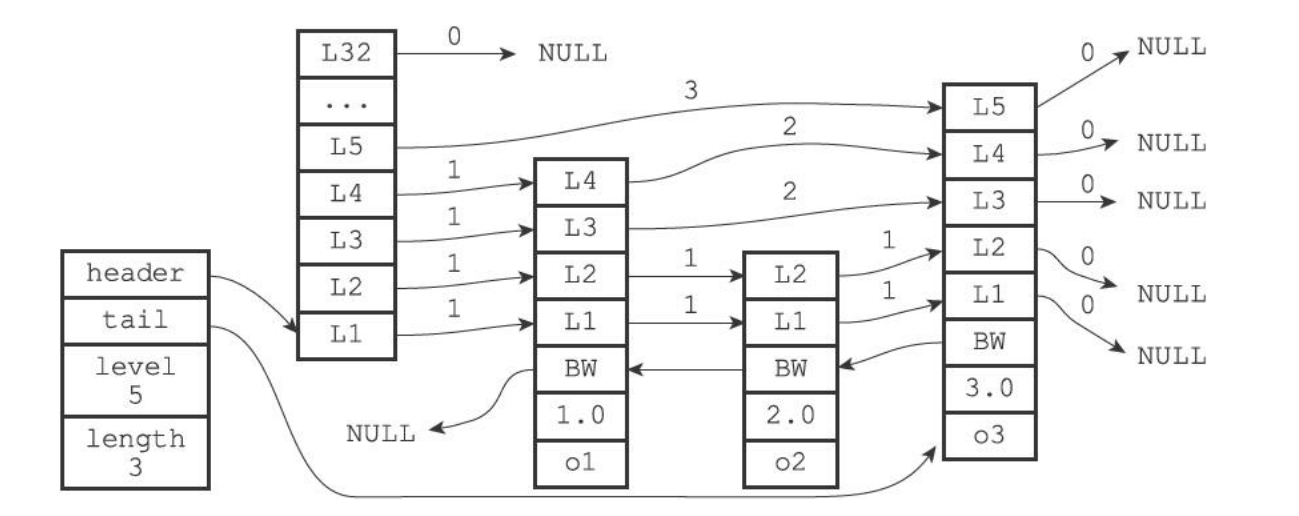 header
tail
level
5
length
3
L32
...
L5
L4
L3
L2
L1
0
NULL
3
1
1
1
1
NULL
L4
L3
L2
L1
BW
1.0
o1
2
2
1
1
L2
L1
BW
2.0
o2
1
1
L5
L4
L3
L2
L1
BW
3.0
o3
0
NULL
0
NULL
0
NULL
0
NULL
0
NULL